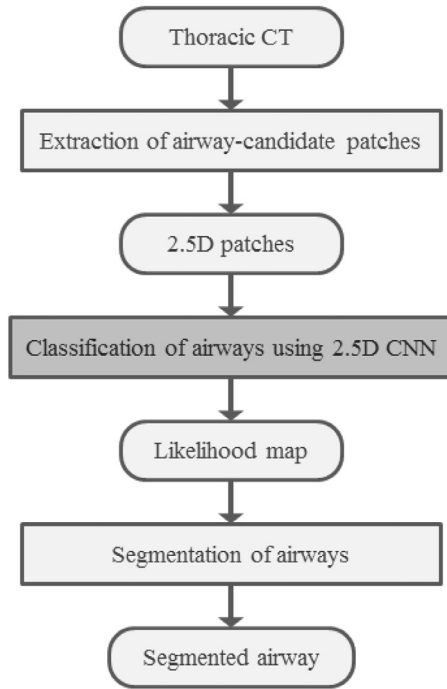 Thoracic CT
Extraction of airway-candidate patches
2.5D patches
Classification of airways using 2.5D CNN
Likelihood map
Segmentation of airways
Segmented airway